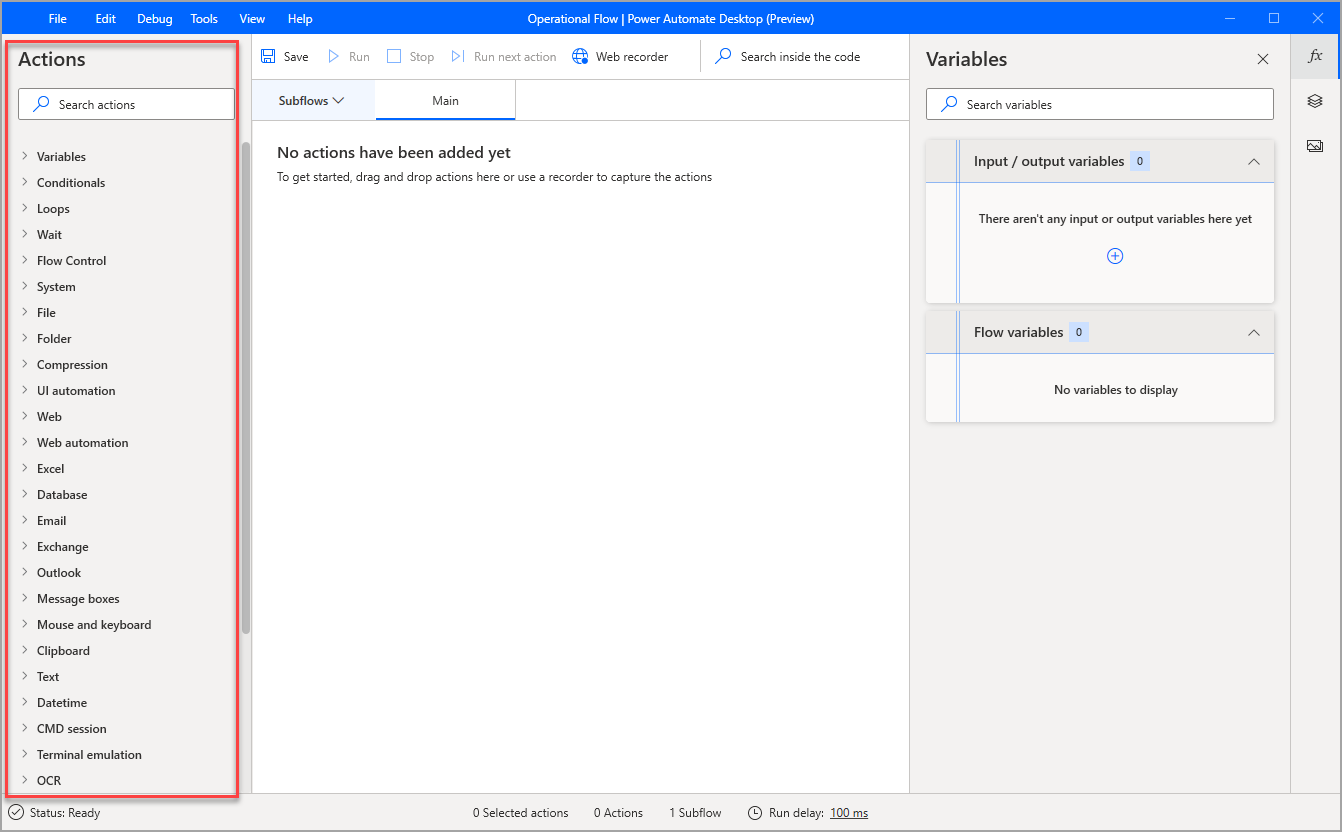 File Edit Debug Tools View Help Operational Flow | Power Automate Desktop (Preview)
Actions
Search actions
Variables
Conditionals
Loops
Wait
Flow Control
System
File
Folder
Compression
UI automation
Web
Web automation
Excel
Database
Email
Exchange
Outlook
Message boxes
Mouse and keyboard
Clipboard
Text
Datetime
CMD session
Terminal emulation
OCR
Save Run Stop Run next action Web recorder Search inside the code
Subflows Main
No actions have been added yet
To get started, drag and drop actions here or use a recorder to capture the actions
Variables
Search variables
Input / output variables 0
There aren't any input or output variables here yet
Flow variables 0
No variables to display
fx
Status: Ready 0 Selected actions 0 Actions 1 Subflow Run delay: 100 ms